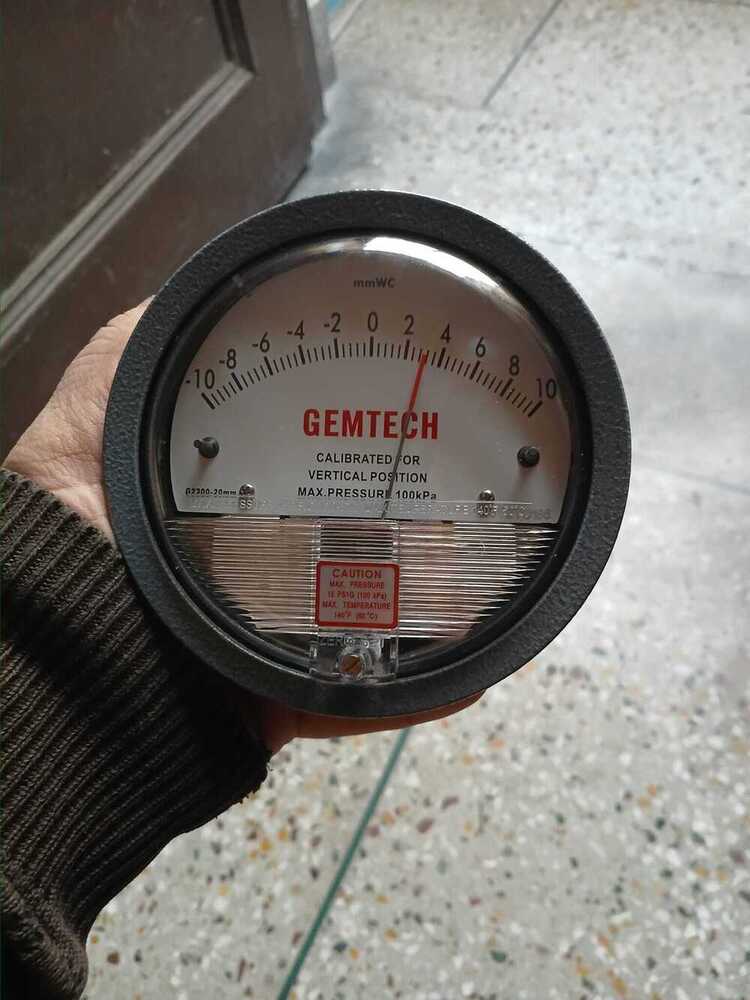 mmWC
-10 -8 -6 -4 -2 0 2 4 6 8 10
GEMTECH
CALIBRATED FOR
VERTICAL POSITION
MAX.PRESSURE 100kPa
G2300-20mm
CAUTION
MAX. PRESSURE
15 PSIG (100 kPa)
MAX. TEMPERATURE
140°F (60°C)
ZERO